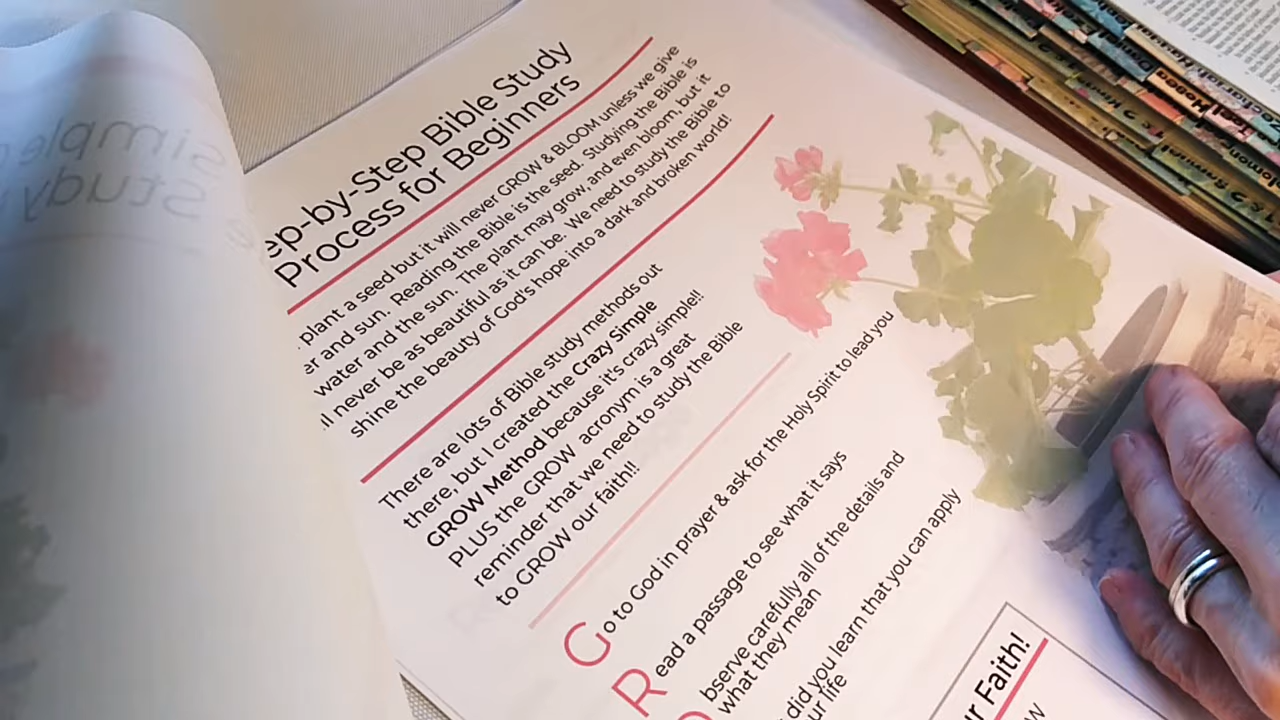 ep-by-Step Bible Study
Process for Beginners
plant a seed but it will never GROW & BLOOM unless we give
er and sun. Reading the Bible is the seed. Studying the Bible is
water and the sun. The plant may grow, and even bloom, but it
ll never be as beautiful as it can be. We need to study the Bible to
shine the beauty of God's hope into a dark and broken world!
There are lots of Bible study methods out
there, but I created the Crazy Simple
GROW Method because it's crazy simple!!
PLUS the GROW acronym is a great
reminder that we need to study the Bible
to GROW our faith!!
Go to God in prayer & ask for the Holy Spirit to lead you
Read a passage to see what it says
bserve carefully all of the details and
what they mean
did you learn that you can apply
ur life
ur Faith!
simple
Study